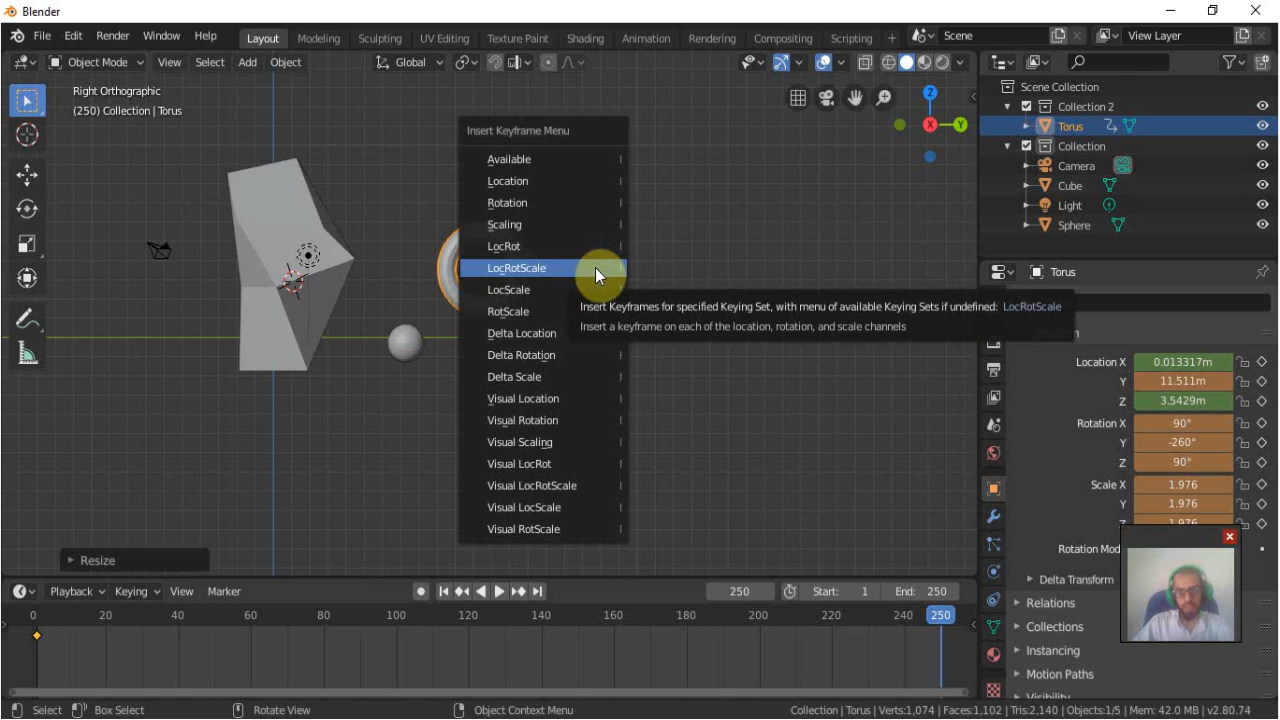 Blender
File Edit Render Window Help
Layout Modeling Sculpting UV Editing Texture Paint Shading Animation Rendering Compositing Scripting +
Scene
View Layer
Object Mode View Select Add Object
Global
Right Orthographic
(250) Collection | Torus
Z
X
Y
Insert Keyframe Menu
Available I
Location I
Rotation I
Scaling I
LocRot I
LocRotScale I
LocScale I
RotScale I
Delta Location I
Delta Rotation I
Delta Scale I
Visual Location I
Visual Rotation I
Visual Scaling I
Visual LocRot I
Visual LocRotScale I
Visual LocScale I
Visual RotScale I
Insert Keyframes for specified Keying Set, with menu of available Keying Sets if undefined: LocRotScale
Insert a keyframe on each of the location, rotation, and scale channels
Resize
Scene Collection
Collection 2
Torus
Collection
Camera
Cube
Light
Sphere
Torus
Location X 0.013317m
Y 11.511m
Z 3.5429m
Rotation X 90°
Y -260°
Z 90°
Scale X 1.976
Y 1.976
Z 1.976
Rotation Mod
Delta Transform
Relations
Collections
Instancing
Motion Paths
Visibility
Playback Keying View Marker
250
Start: 1 End: 250
0 20 40 60 80 100 120 140 160 180 200 220 240 250
Select Box Select Rotate View Object Context Menu
Collection | Torus | Verts:1,074 | Faces:1,102 | Tris:2,140 | Objects:1/5 | Mem: 42.0 MB | v2.80.74